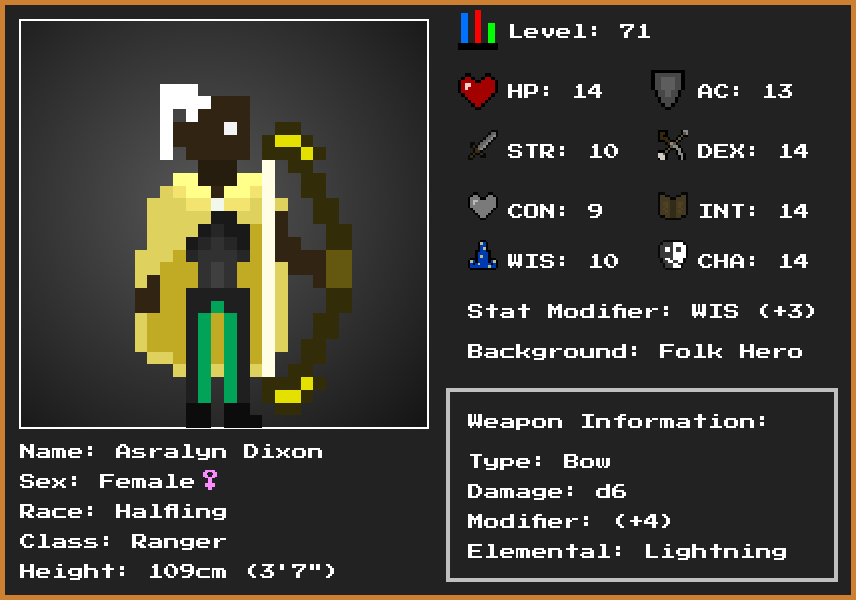 Level: 71
HP: 14 AC: 13
STR: 10 DEX: 14
CON: 9 INT: 14
WIS: 10 CHA: 14
Stat Modifier: WIS (+3)
Background: Folk Hero
Weapon Information:
Type: Bow
Damage: d6
Modifier: (+4)
Elemental: Lightning
Name: Asralyn Dixon
Sex: Female♀
Race: Halfling
Class: Ranger
Height: 109cm (3'7")